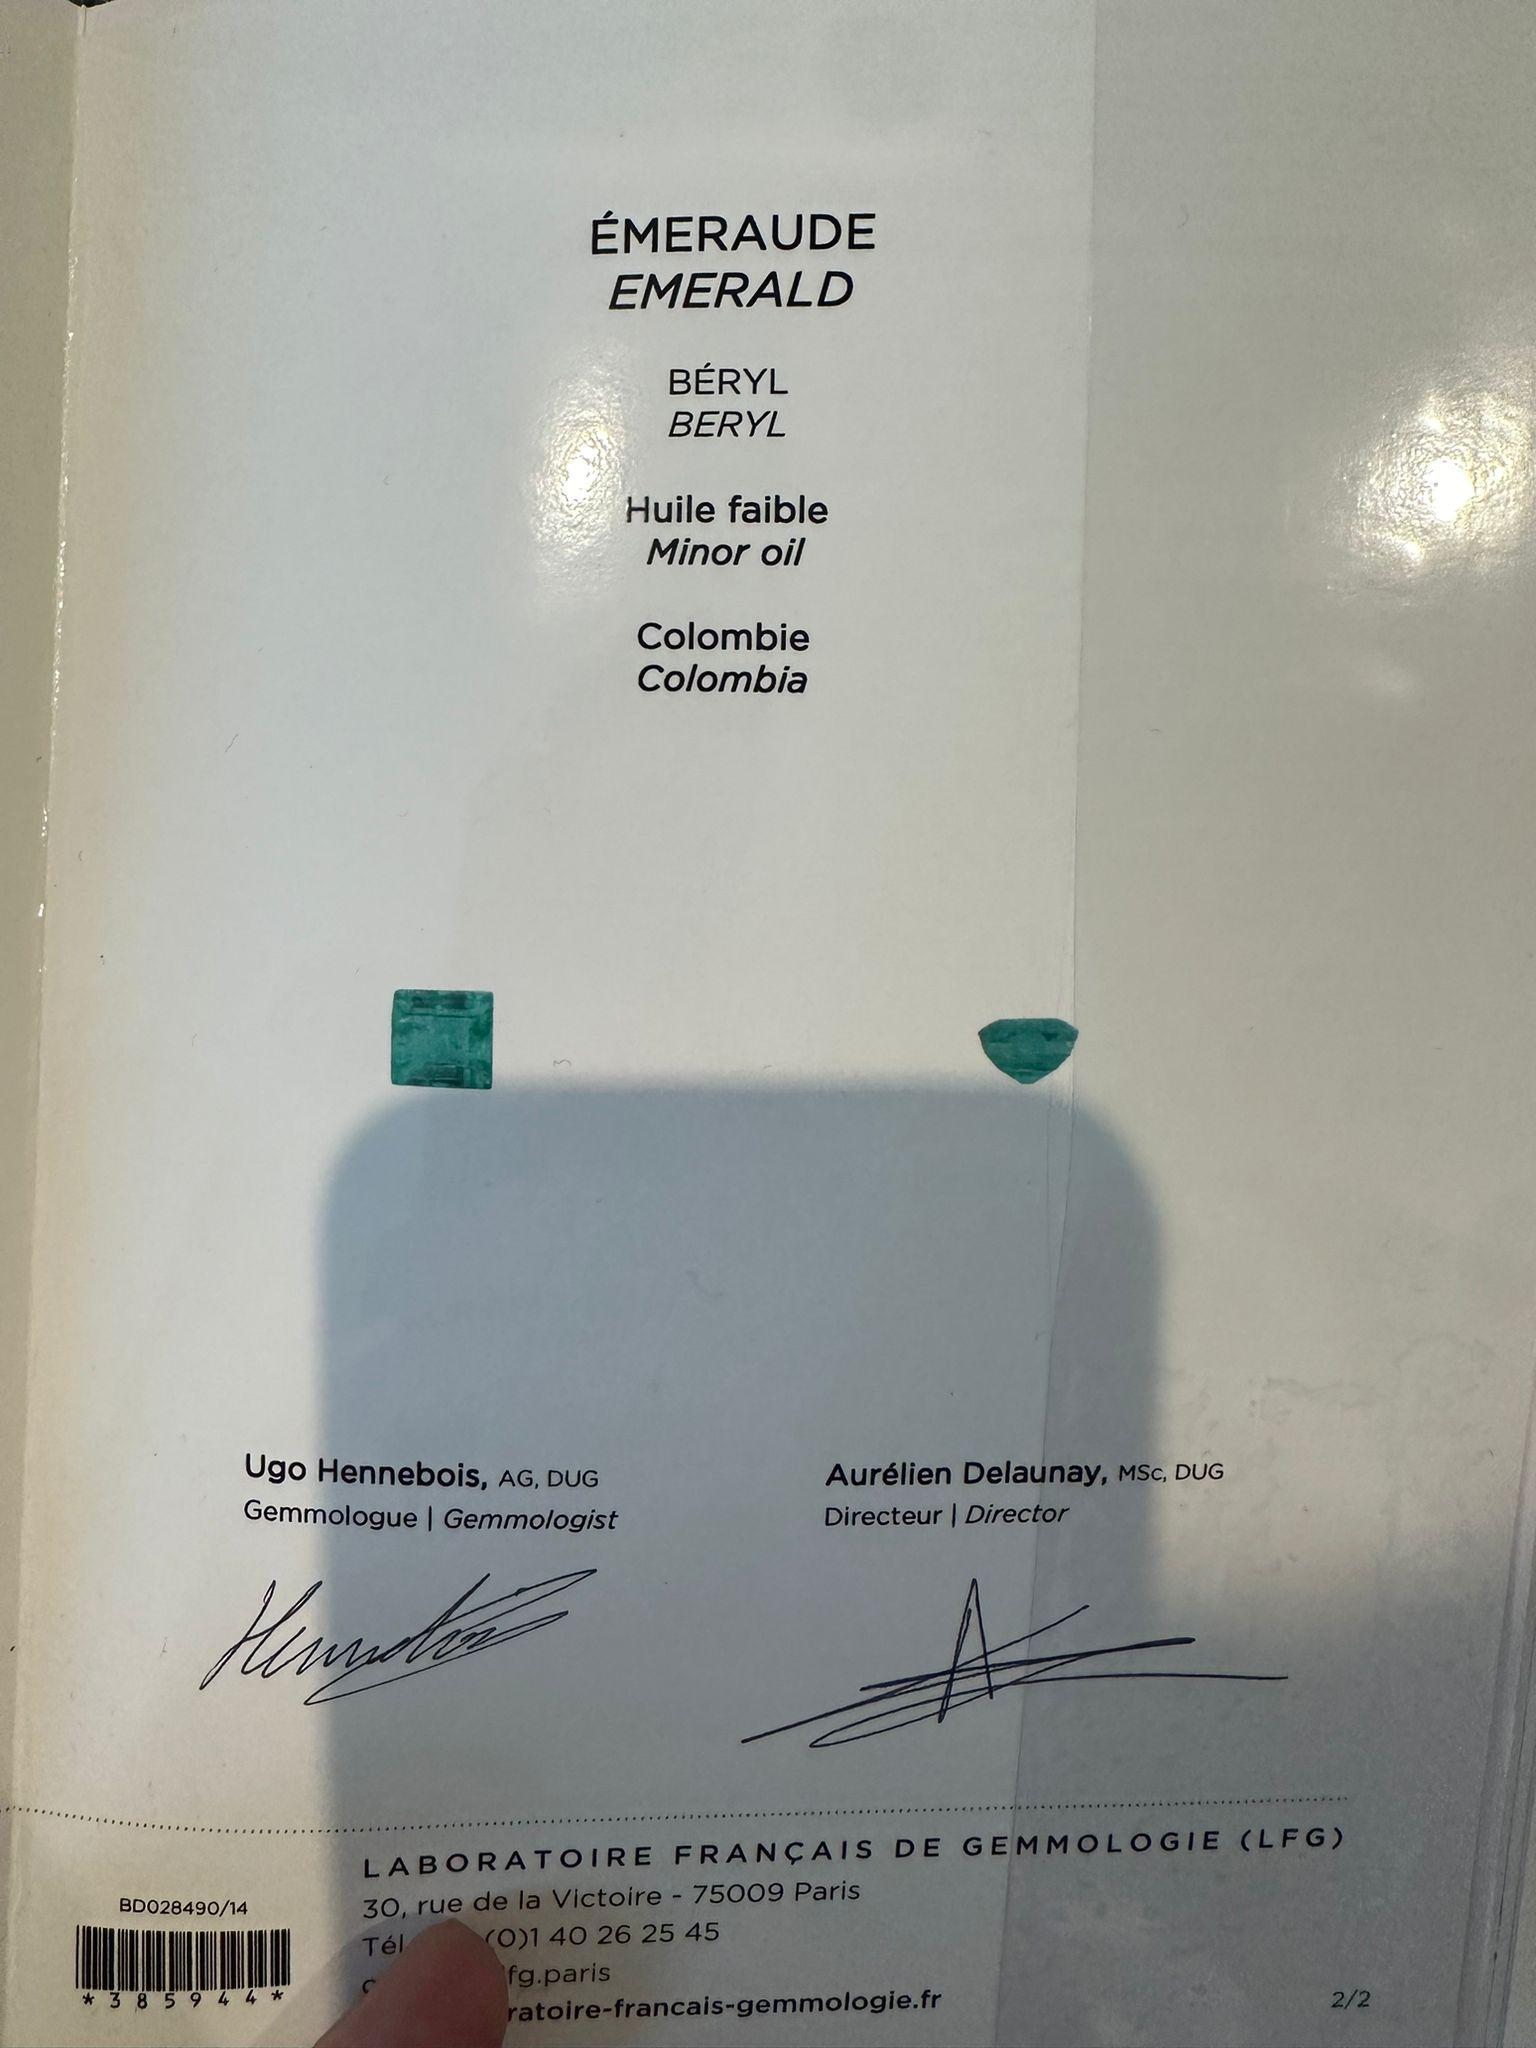 ÉMERAUDE
EMERALD
BÉRYL
BERYL
Huile faible
Minor oil
Colombie
Colombia
Ugo Hennebois, AG, DUG
Gemmologue | Gemmologist
Aurélien Delaunay, MSc, DUG
Directeur | Director
LABORATOIRE FRANÇAIS DE GEMMOLOGIE (LFG)
30, rue de la Victoire - 75009 Paris
Tél (0)1 40 26 25 45
fg.paris
ratoire-francais-gemmologie.fr
BD028490/14
*385944*
2/2